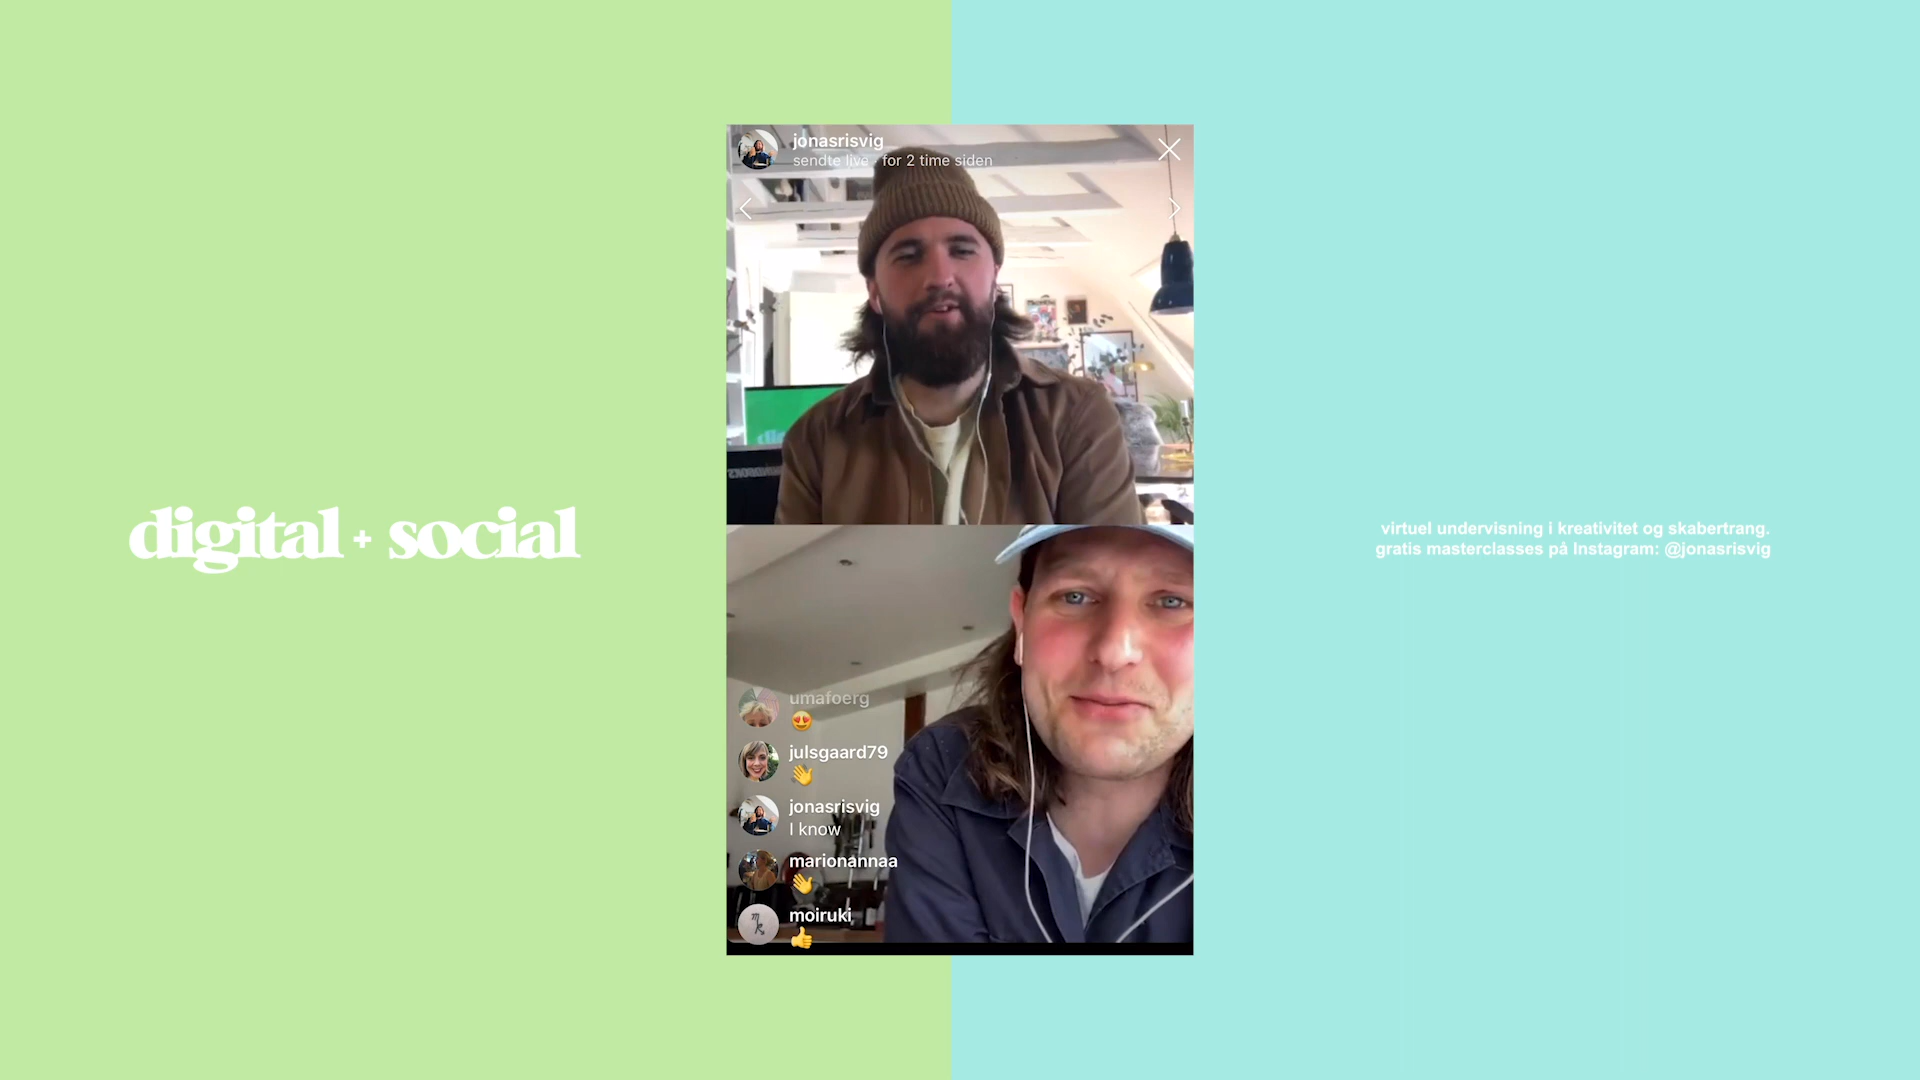 jonasrisvig
sendte live · for 2 time siden
digital + social
virtuel undervisning i kreativitet og skabertrang.
gratis masterclasses på Instagram: @jonasrisvig
umafoerg
😍
julsgaard79
👋
jonasrisvig
I know
marionannaa
👋
moiruki
👍